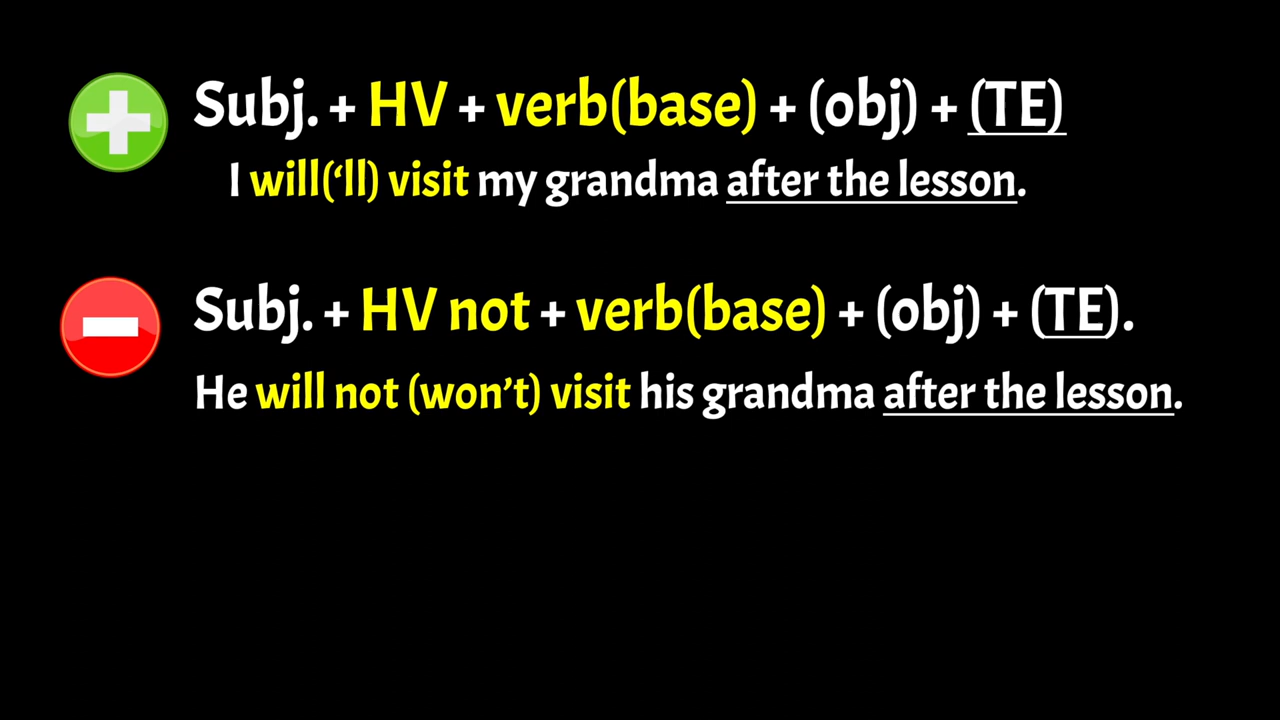 Subj. + HV + verb(base) + (obj) + (TE)
I will(‘ll) visit my grandma after the lesson.
Subj. + HV not + verb(base) + (obj) + (TE).
He will not (won’t) visit his grandma after the lesson.